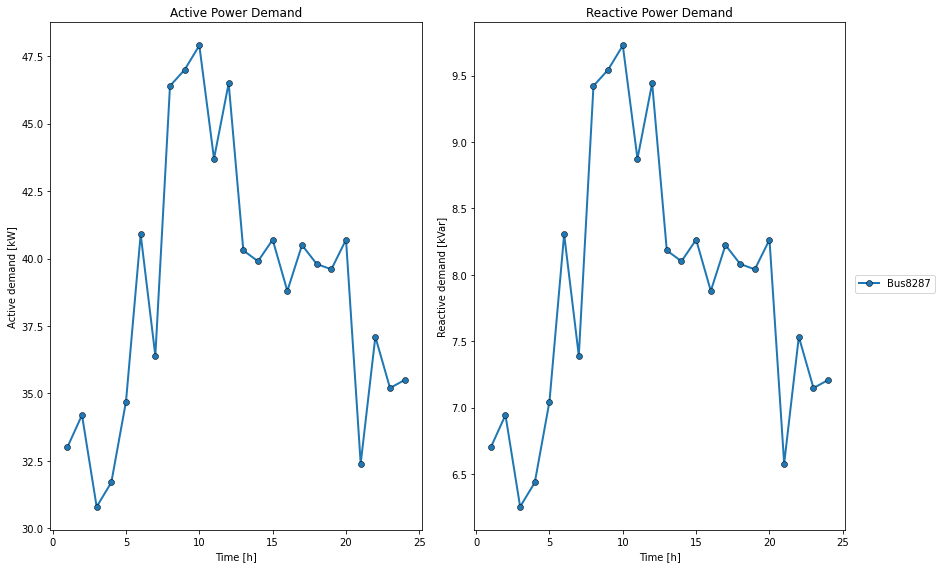 Active Power Demand
Active demand [kW]
47.5
45.0
42.5
40.0
37.5
35.0
32.5
30.0
0 5 10 15 20 25
Time [h]
Reactive Power Demand
Reactive demand [kVar]
9.5
9.0
8.5
8.0
7.5
7.0
6.5
0 5 10 15 20 25
Time [h]
Bus8287